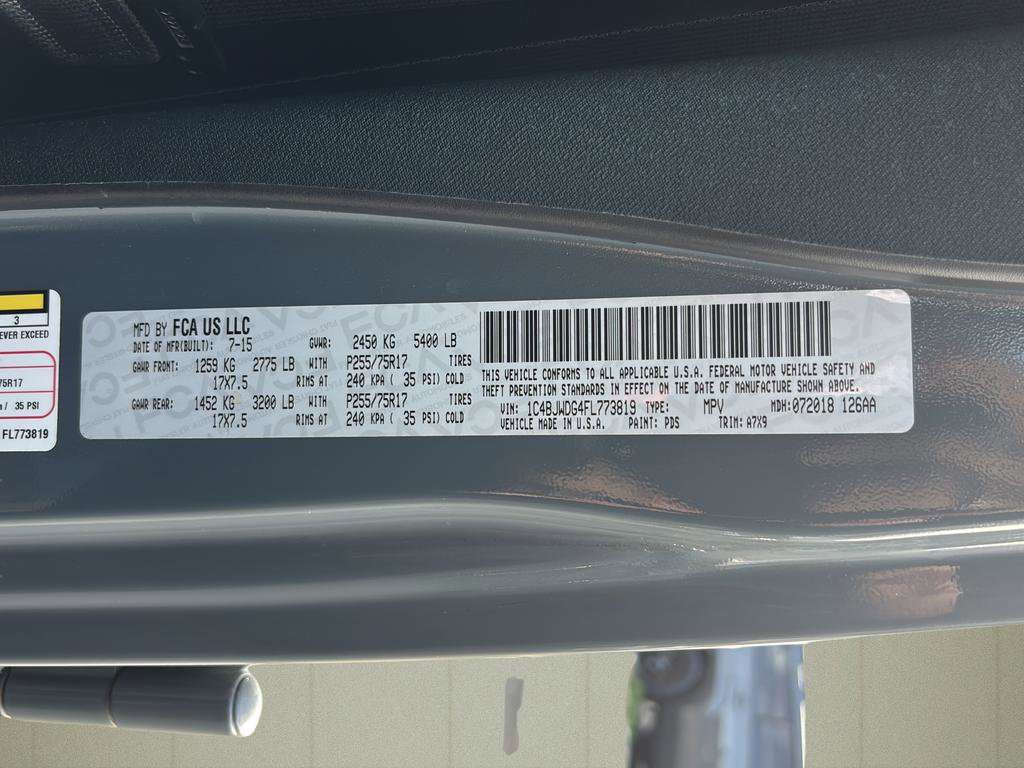 3
EVER EXCEED
75R17
/ 35 PSI
FL773819
MFD BY FCA US LLC
DATE OF MFR(BUILT): 7-15 GVWR: 2450 KG 5400 LB
GAWR FRONT: 1259 KG 2775 LB WITH P255/75R17 TIRES
17X7.5 RIMS AT 240 KPA ( 35 PSI) COLD
GAWR REAR: 1452 KG 3200 LB WITH P255/75R17 TIRES
17X7.5 RIMS AT 240 KPA ( 35 PSI) COLD
THIS VEHICLE CONFORMS TO ALL APPLICABLE U.S.A. FEDERAL MOTOR VEHICLE SAFETY AND
THEFT PREVENTION STANDARDS IN EFFECT ON THE DATE OF MANUFACTURE SHOWN ABOVE.
VIN: 1C4BJWDG4FL773819 TYPE: MPV MDH: 072018 126AA
VEHICLE MADE IN U.S.A. PAINT: PDS TRIM: A7X9